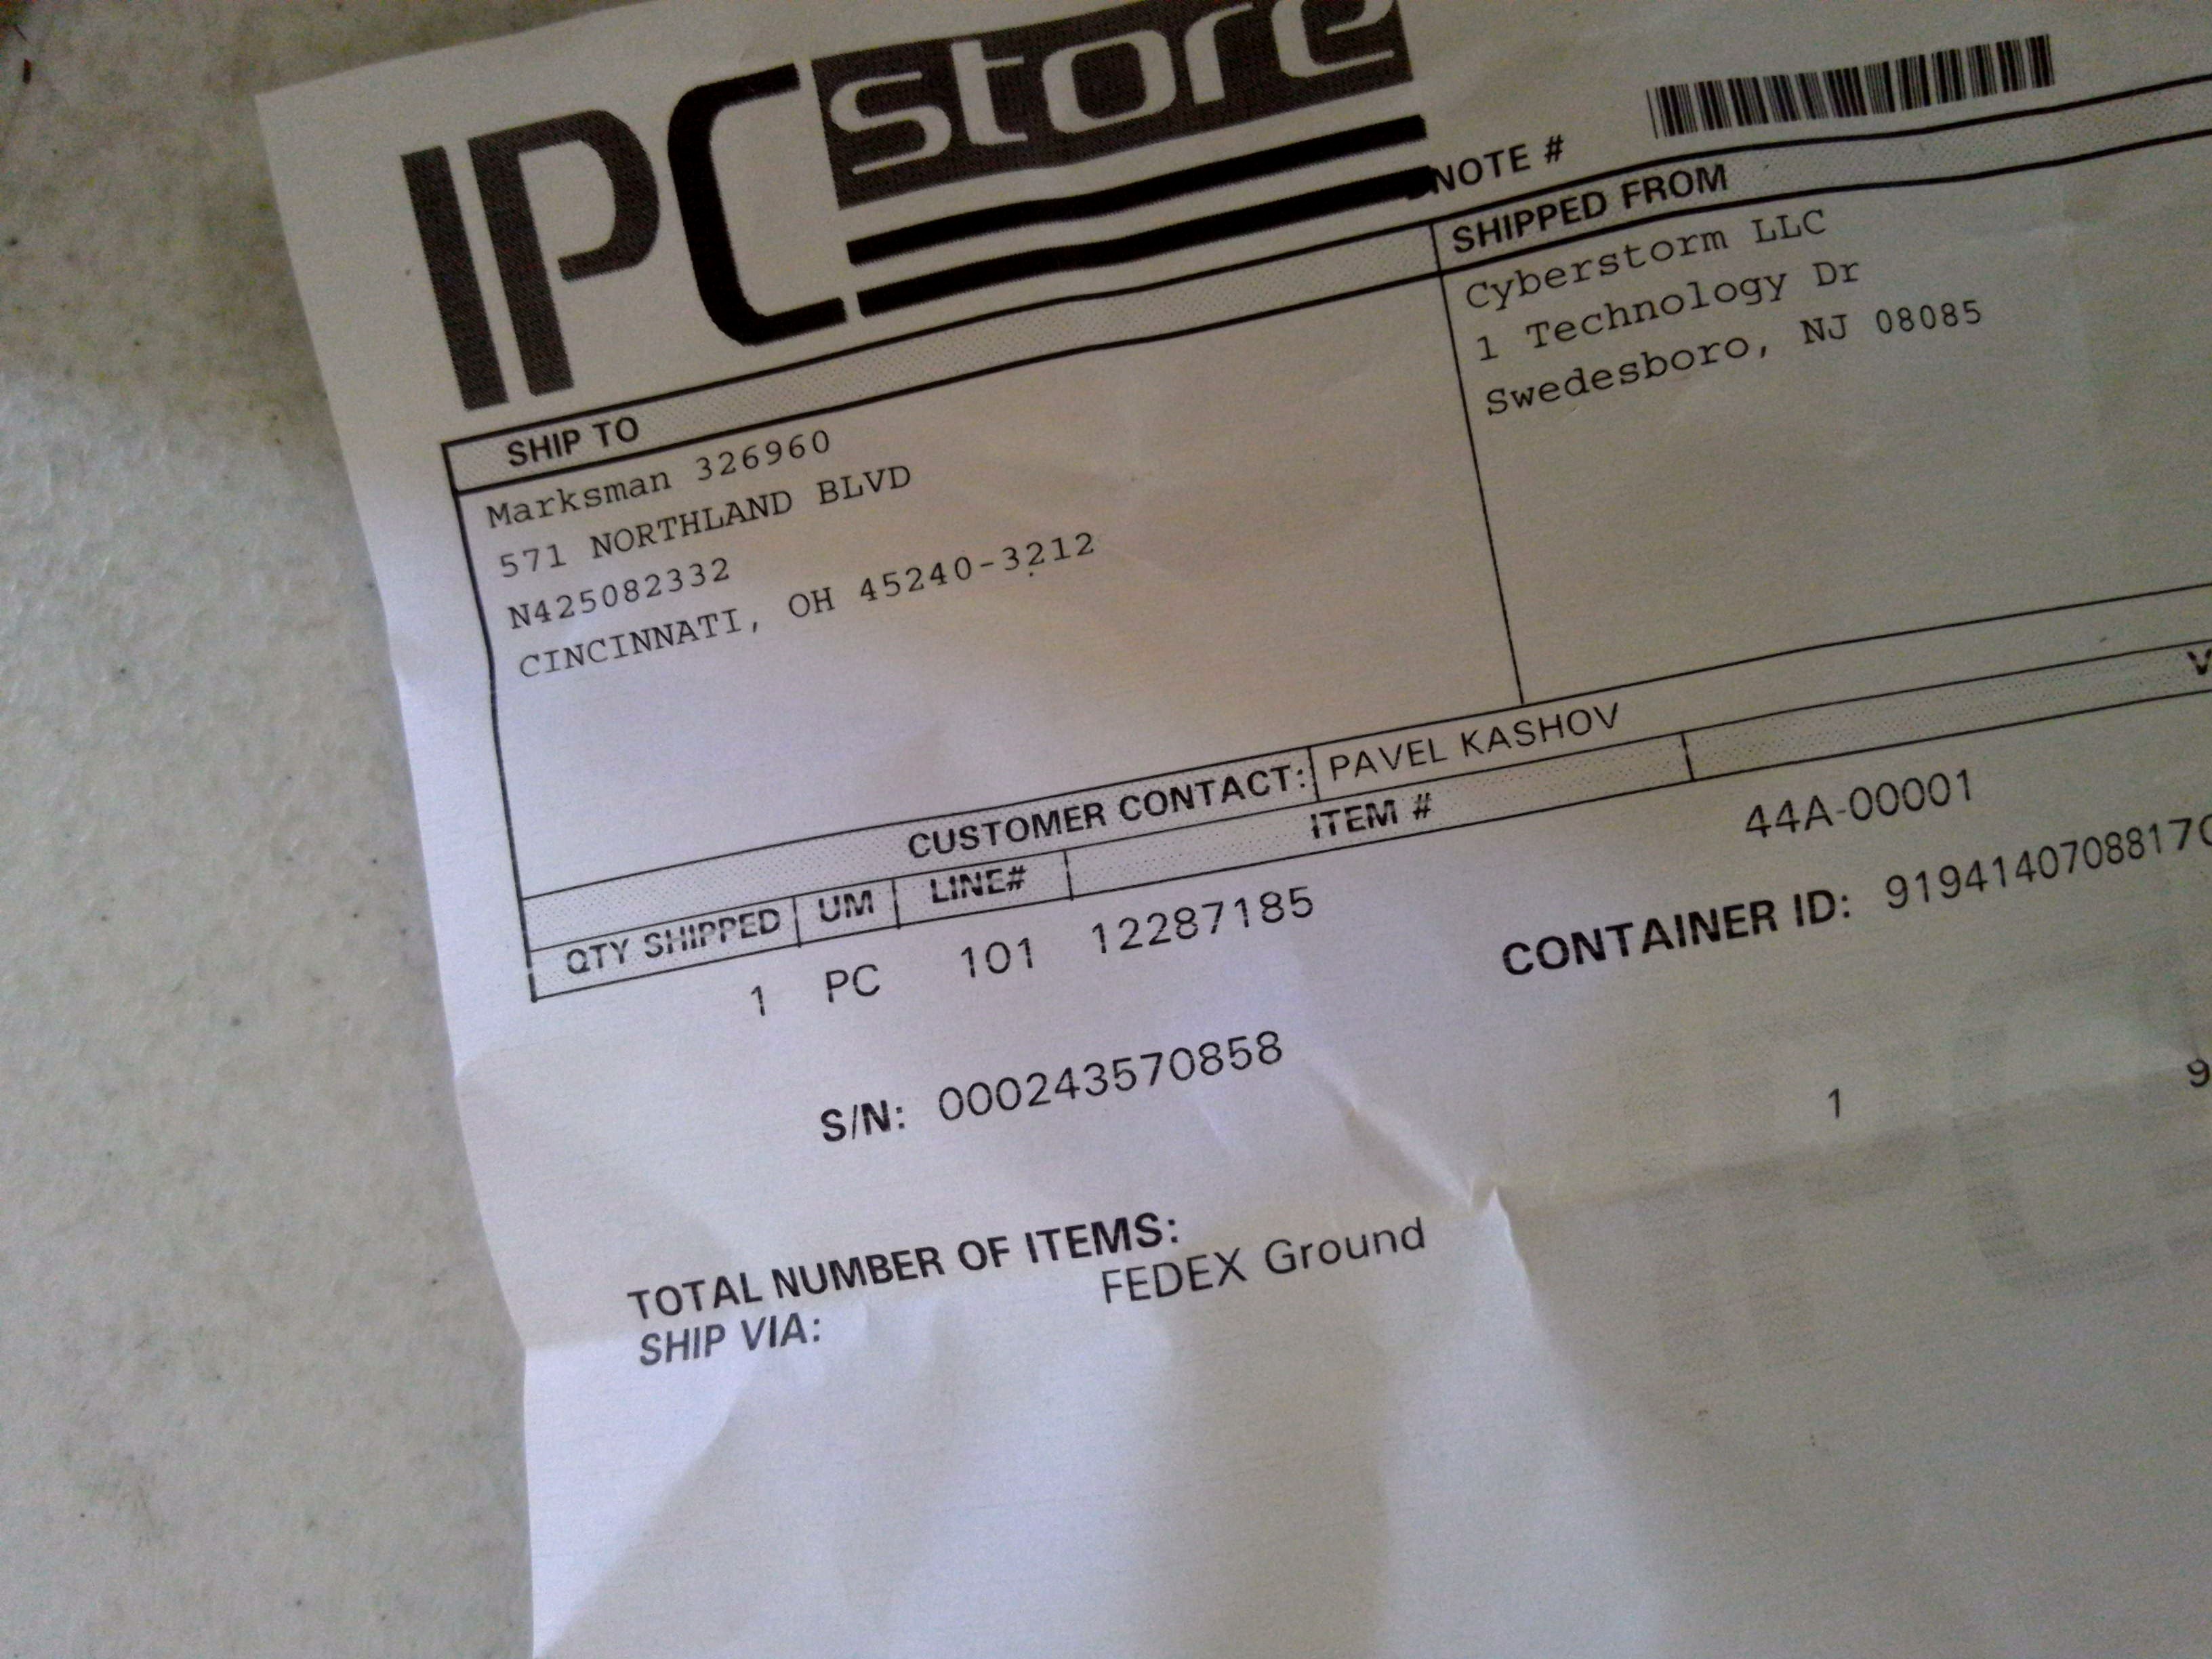 IPC store
NOTE #
SHIP TO
SHIPPED FROM
Marksman 326960
571 NORTHLAND BLVD
N425082332
CINCINNATI, OH 45240-3212
Cyberstorm LLC
1 Technology Dr
Swedesboro, NJ 08085
CUSTOMER CONTACT: PAVEL KASHOV
QTY SHIPPED UM LINE# ITEM # V
1 PC 101 12287185 44A-00001
CONTAINER ID: 91941407088170
S/N: 000243570858
TOTAL NUMBER OF ITEMS: 1 9
SHIP VIA: FEDEX Ground